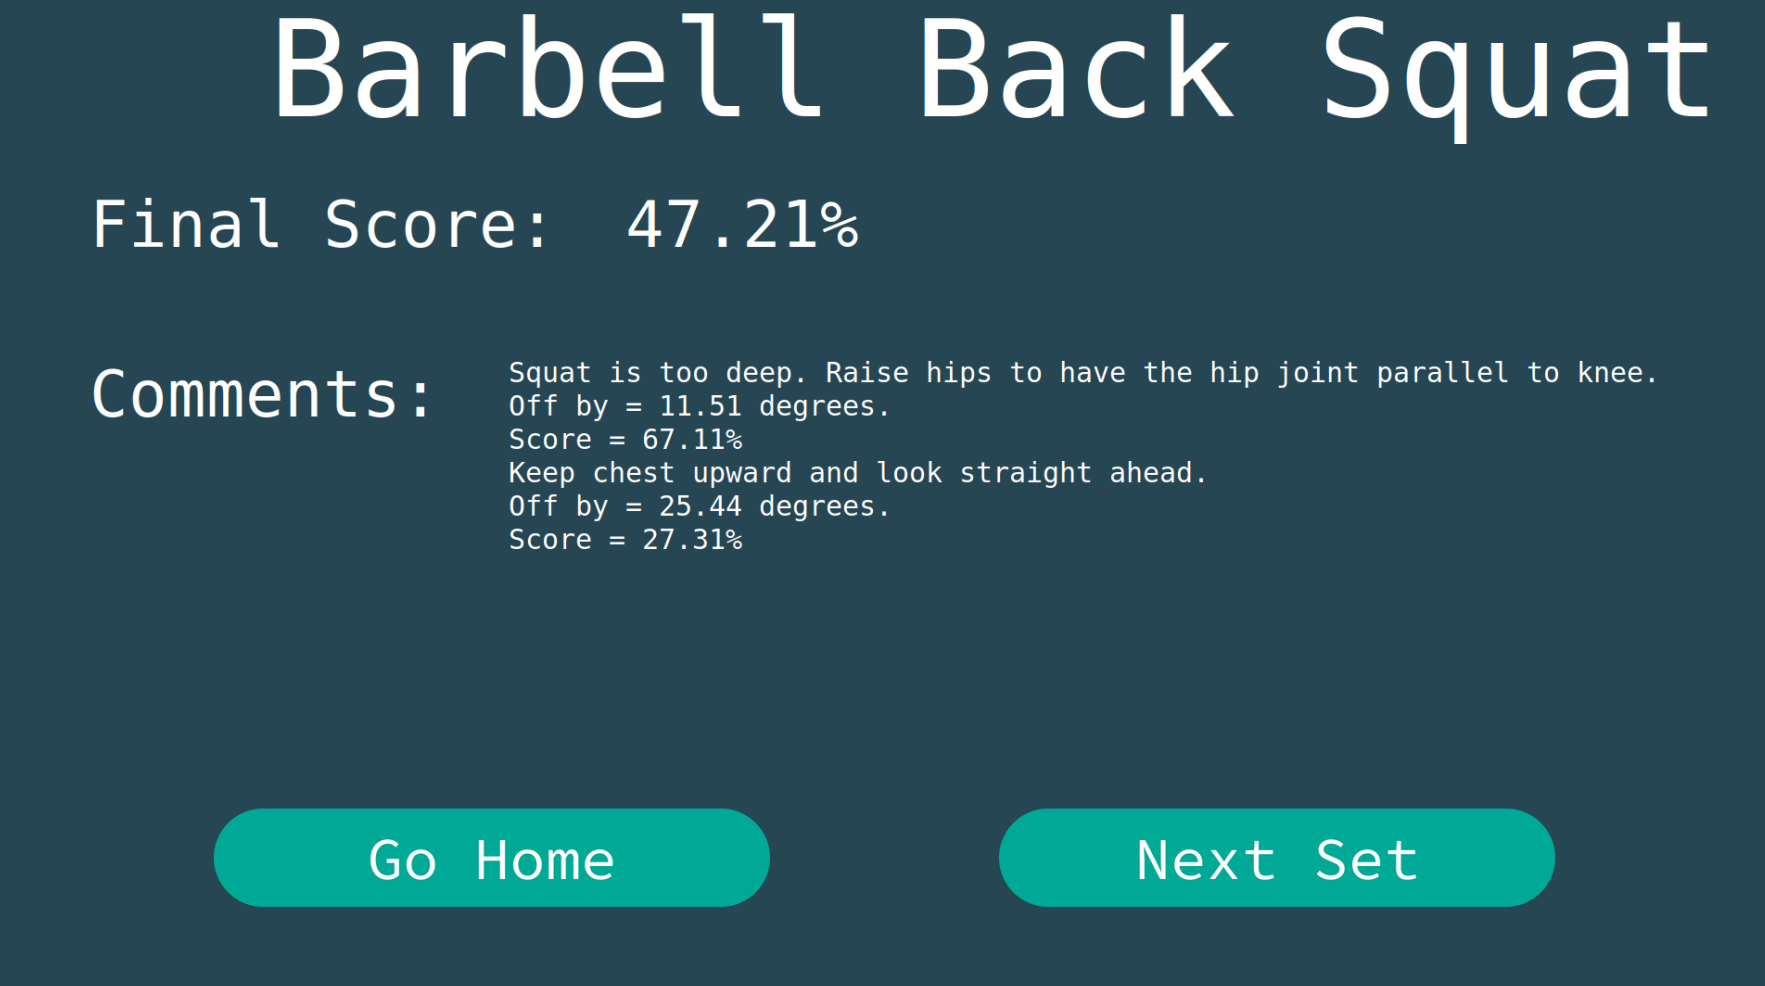 Barbell Back Squat
Final Score:  47.21%
Comments:
Squat is too deep. Raise hips to have the hip joint parallel to knee.
Off by = 11.51 degrees.
Score = 67.11%
Keep chest upward and look straight ahead.
Off by = 25.44 degrees.
Score = 27.31%
Go Home
Next Set